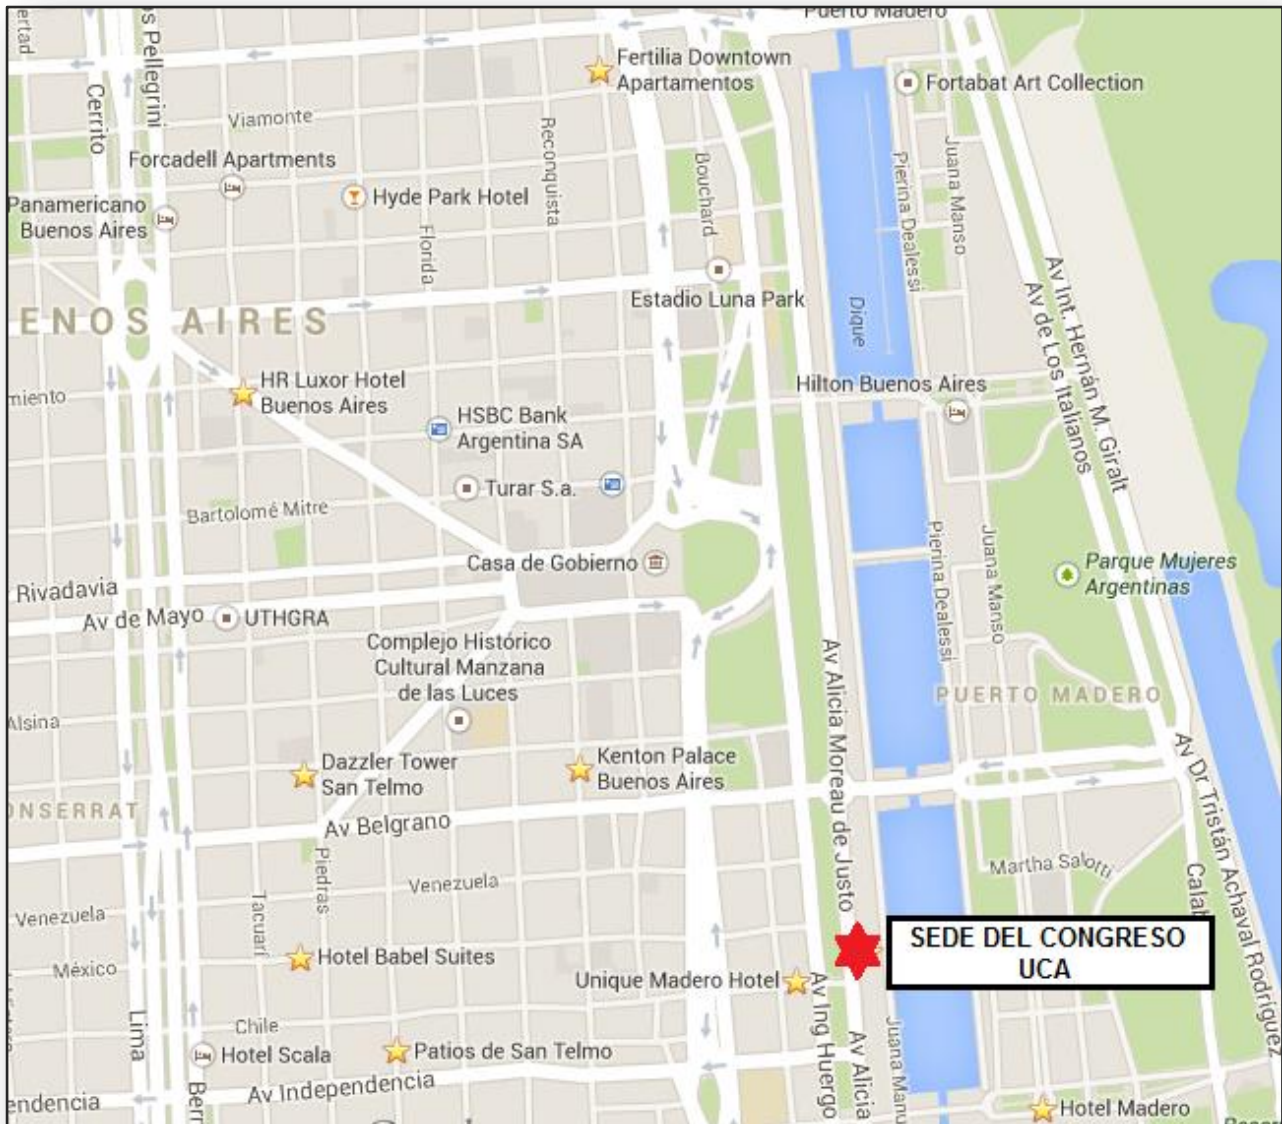 Puerto Madero
ertad
s Pellegrini
Cerrito
Fertilia Downtown
Apartamentos
Fortabat Art Collection
Viamonte
Reconquista
Bouchard
Pierina Dealessi
Juana Manso
Forcadell Apartments
Hyde Park Hotel
Panamericano
Buenos Aires
Florida
Estadio Luna Park
Dique
Av Int. Hernán M. Giralt
Av de Los Italianos
ENOS AIRES
HR Luxor Hotel
Buenos Aires
Hilton Buenos Aires
miento
HSBC Bank
Argentina SA
Turar S.a.
Bartolomé Mitre
Pierina Dealessi
Juana Manso
Casa de Gobierno
Parque Mujeres
Argentinas
Rivadavia
Av de Mayo
UTHGRA
Complejo Histórico
Cultural Manzana
de las Luces
Av Alicia Moreau de Justo
PUERTO MADERO
Alsina
Dazzler Tower
San Telmo
Kenton Palace
Buenos Aires
Av Dr Tristán Achaval Rodríguez
ONSERRAT
Av Belgrano
Piedras
Venezuela
Martha Salotti
Calab
Tacuarí
Venezuela
SEDE DEL CONGRESO
UCA
México
Hotel Babel Suites
Unique Madero Hotel
Av Ing Huergo
Lima
Chile
Hotel Scala
Patios de San Telmo
Av Alicia
Juana Manu
Av Independencia
endencia
Bern
Hotel Madero